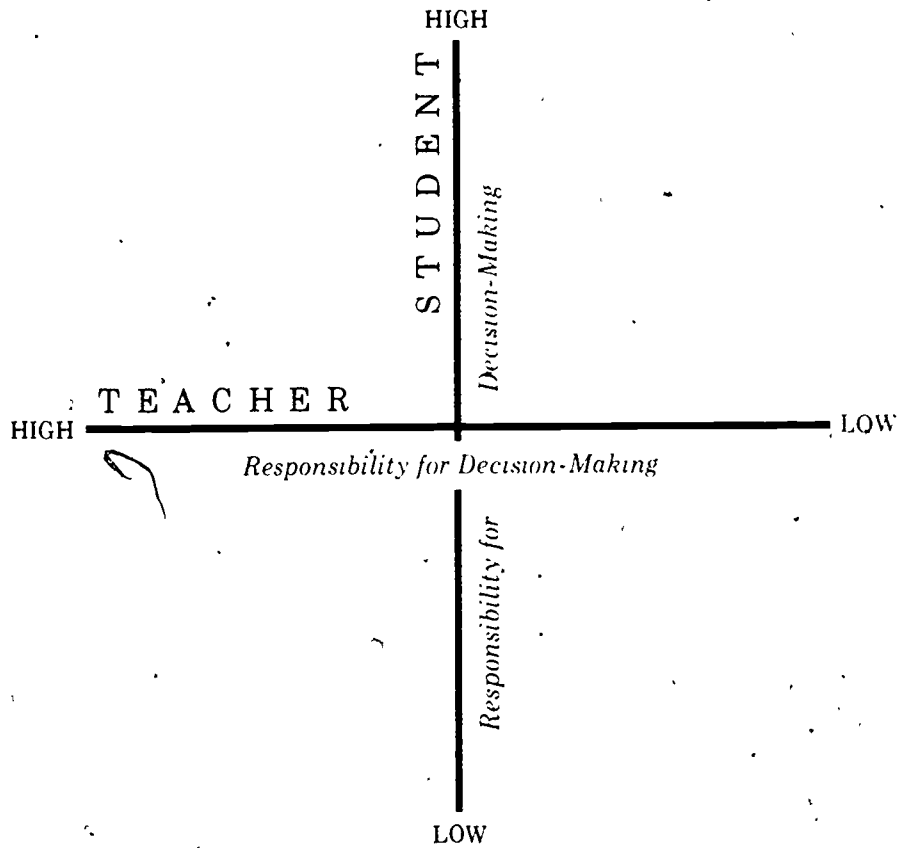 HIGH
STUDENT
Decision-Making
TEACHER
HIGH
LOW
Responsibility for Decision-Making
Responsibility for
LOW